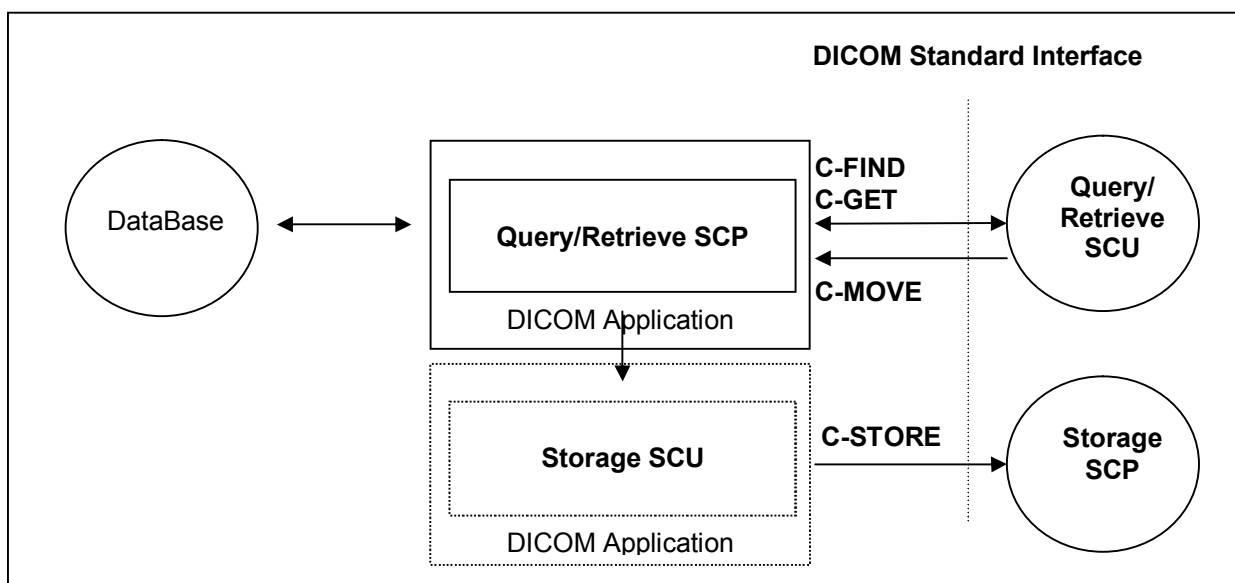 DICOM Standard Interface
DataBase
Query/Retrieve SCP
DICOM Application
C-FIND
C-GET
C-MOVE
Query/
Retrieve
SCU
Storage SCU
DICOM Application
C-STORE
Storage
SCP